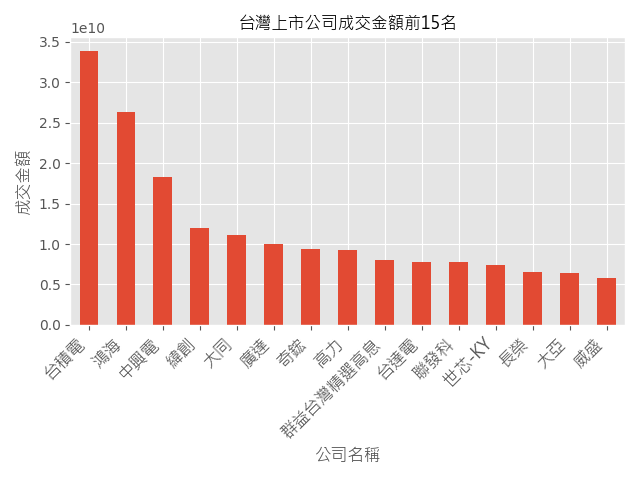 台灣上市公司成交金額前15名
1e10
3.5
3.0
2.5
2.0
1.5
1.0
0.5
0.0
成交金額
台積電
鴻海
中興電
緯創
大同
廣達
奇鋐
高力
群益台灣精選高息
台達電
聯發科
世芯-KY
長榮
大亞
威盛
公司名稱